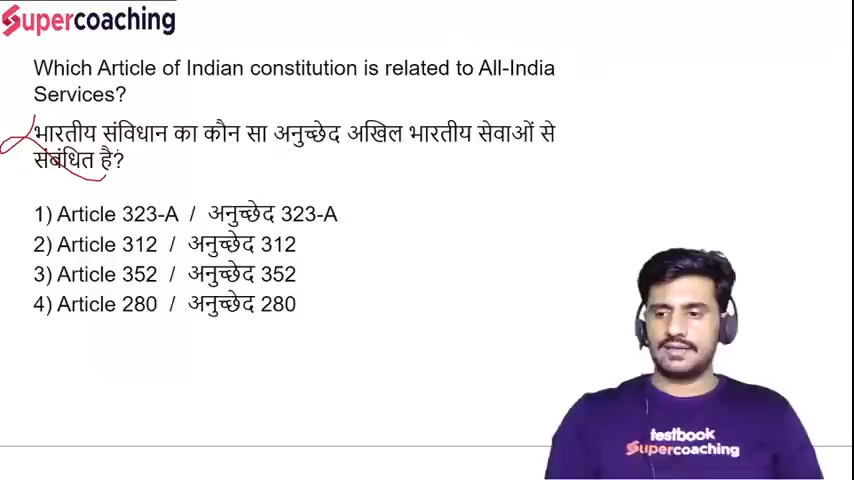 Supercoaching
Which Article of Indian constitution is related to All-India
Services?
भारतीय संविधान का कौन सा अनुच्छेद अखिल भारतीय सेवाओं से
संबंधित है?
1) Article 323-A / अनुच्छेद 323-A
2) Article 312 / अनुच्छेद 312
3) Article 352 / अनुच्छेद 352
4) Article 280 / अनुच्छेद 280
testbook
Supercoaching